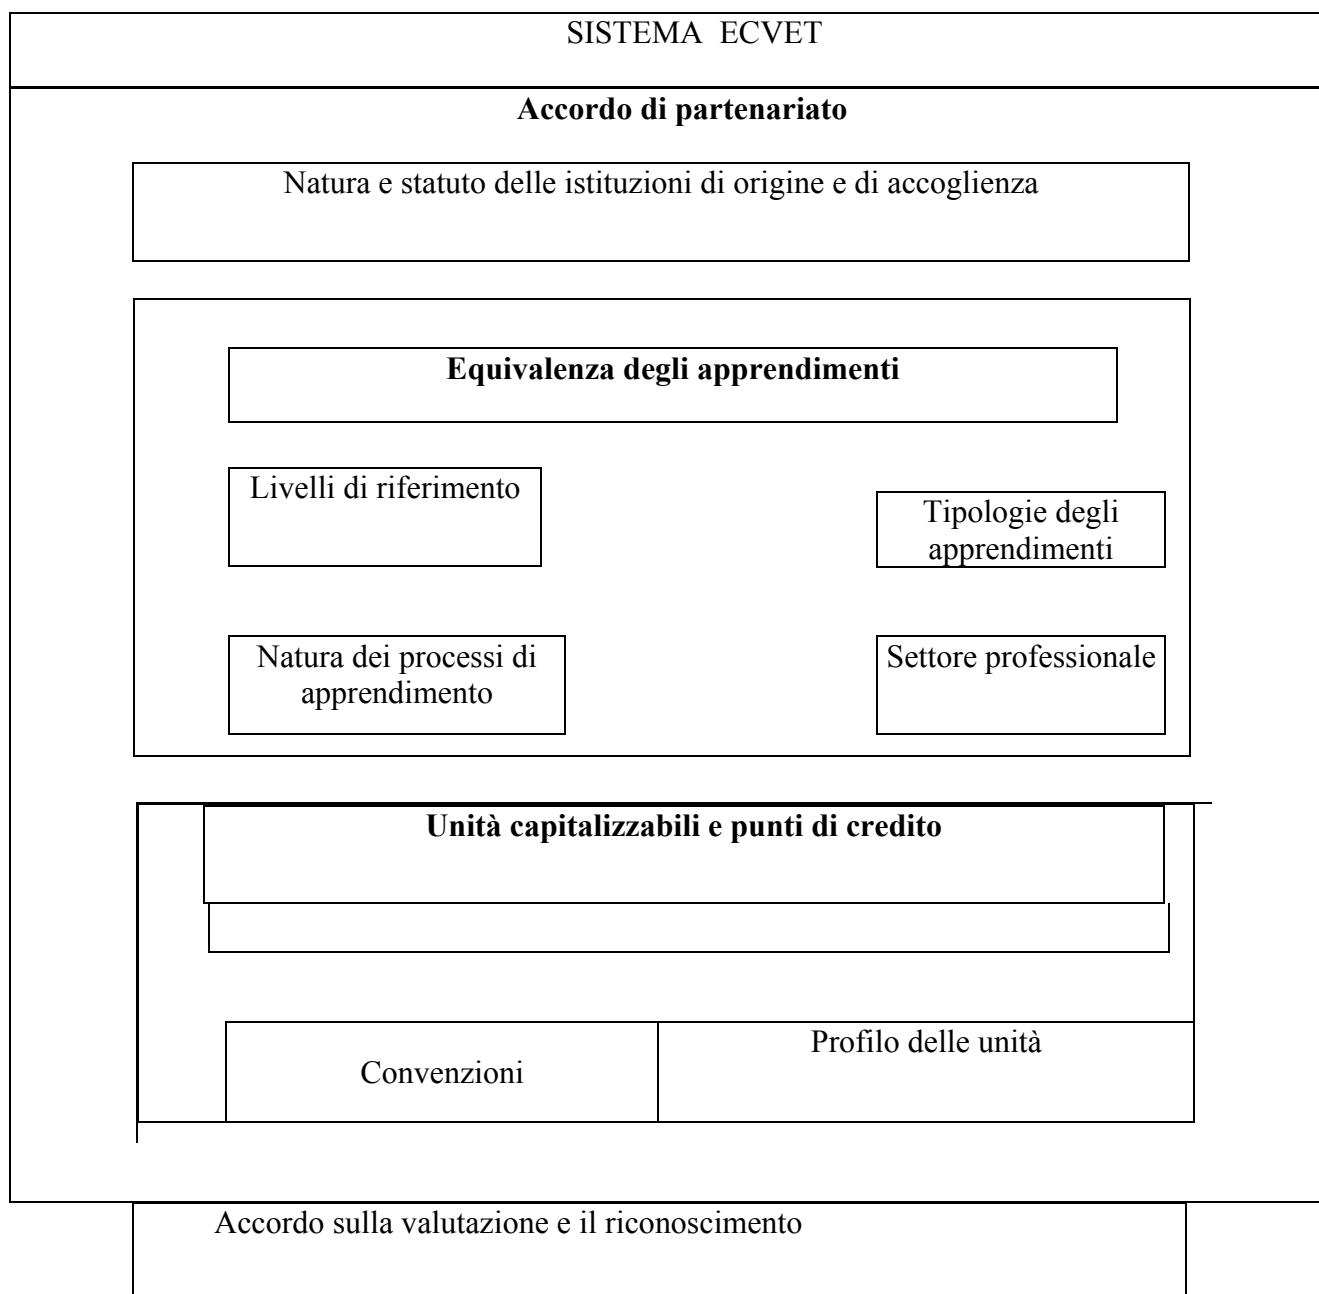 SISTEMA ECVET
Accordo di partenariato
Natura e statuto delle istituzioni di origine e di accoglienza
Equivalenza degli apprendimenti
Livelli di riferimento
Tipologie degli
apprendimenti
Natura dei processi di
apprendimento
Settore professionale
Unità capitalizzabili e punti di credito
Convenzioni
Profilo delle unità
Accordo sulla valutazione e il riconoscimento